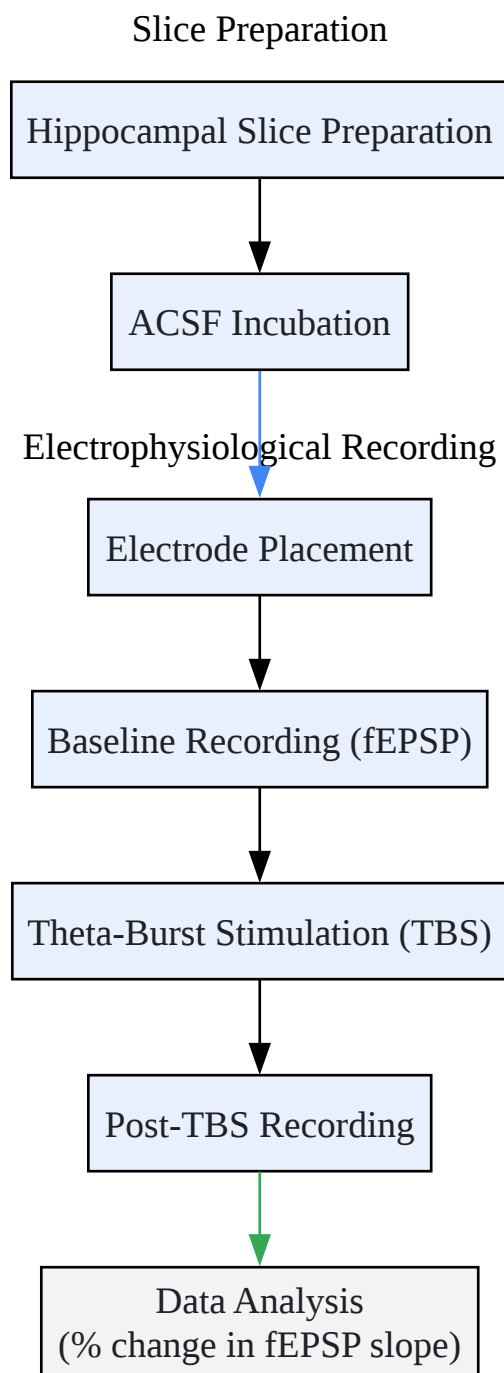 Slice Preparation
Hippocampal Slice Preparation
ACSF Incubation
Electrophysiological Recording
Electrode Placement
Baseline Recording (fEPSP)
Theta-Burst Stimulation (TBS)
Post-TBS Recording
Data Analysis
(% change in fEPSP slope)